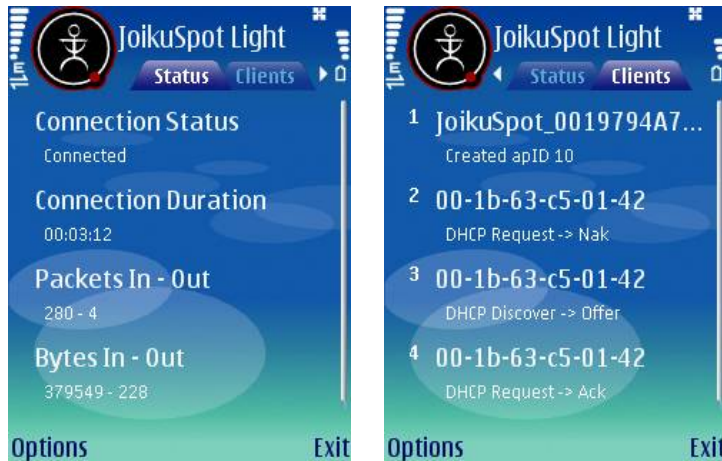 JoikuSpot Light
Status Clients
Connection Status
Connected
Connection Duration
00:03:12
Packets In - Out
280 - 4
Bytes In - Out
379549 - 228
Options Exit
JoikuSpot Light
Status Clients
1 JoikuSpot_0019794A7...
Created apID 10
2 00-1b-63-c5-01-42
DHCP Request -> Nak
3 00-1b-63-c5-01-42
DHCP Discover -> Offer
4 00-1b-63-c5-01-42
DHCP Request -> Ack
Options Exit